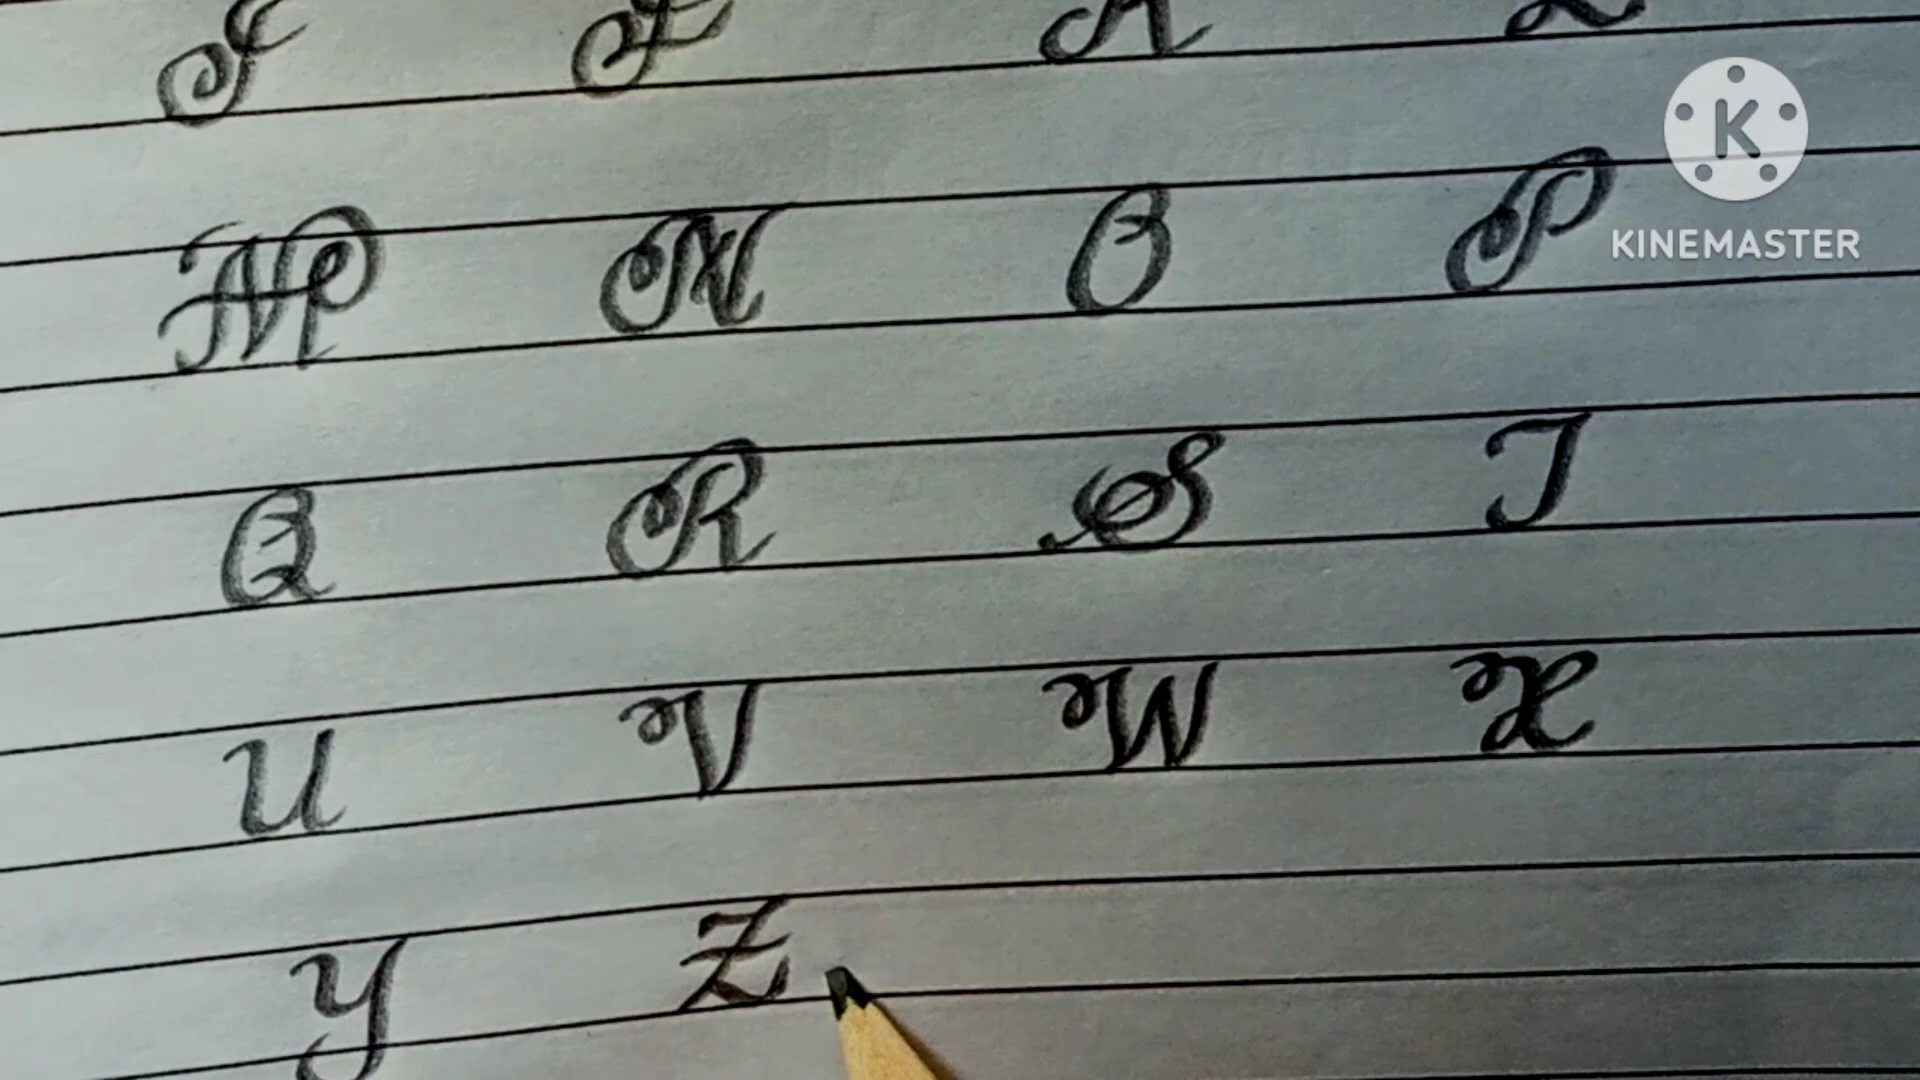 I J K L
M N O P
Q R S T
U V W X
Y Z
K
KINEMASTER